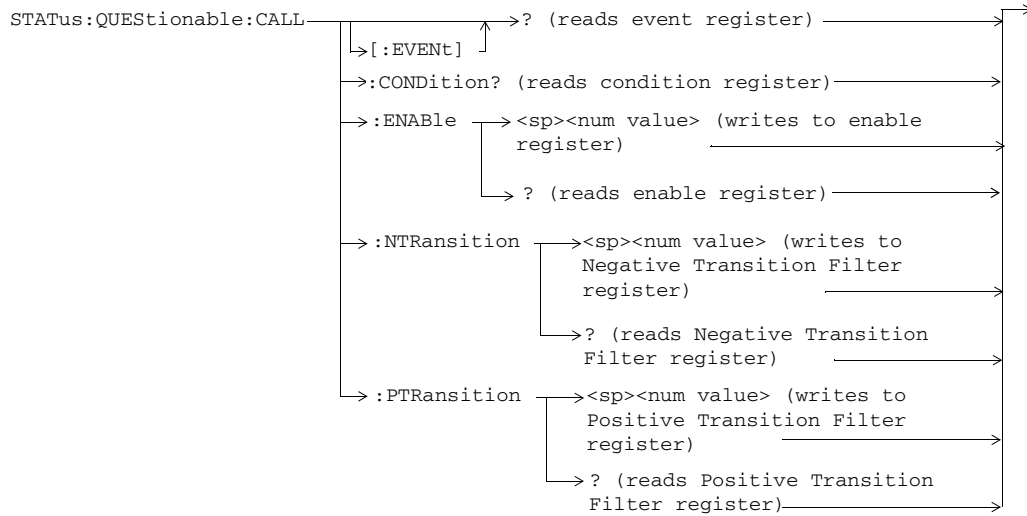 STATus:QUEStionable:CALL ? (reads event register)
[:EVENt]
:CONDition? (reads condition register)
:ENABle <sp><num value> (writes to enable
register)
? (reads enable register)
:NTRansition <sp><num value> (writes to
Negative Transition Filter
register)
? (reads Negative Transition
Filter register)
:PTRansition <sp><num value> (writes to
Positive Transition Filter
register)
? (reads Positive Transition
Filter register)